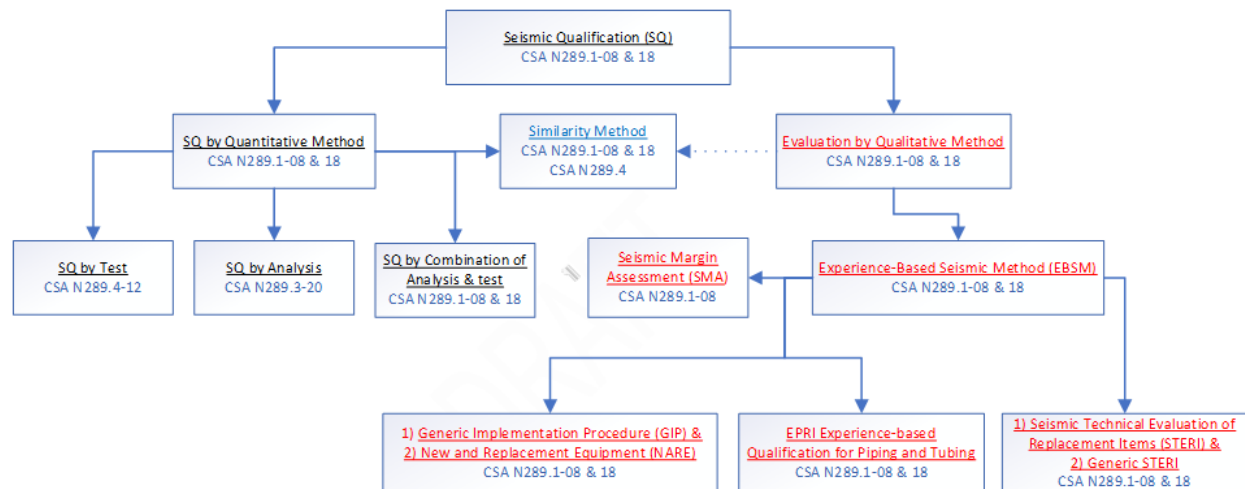 Seismic Qualification (SQ)
CSA N289.1-08 & 18
SQ by Quantitative Method
CSA N289.1-08 & 18
Similarity Method
CSA N289.1-08 & 18
CSA N289.4
Evaluation by Qualitative Method
CSA N289.1-08 & 18
SQ by Test
CSA N289.4-12
SQ by Analysis
CSA N289.3-20
SQ by Combination of
Analysis & test
CSA N289.1-08 & 18
Seismic Margin
Assessment (SMA)
CSA N289.1-08
Experience-Based Seismic Method (EBSM)
CSA N289.1-08 & 18
DRAFT
1) Generic Implementation Procedure (GIP) &
2) New and Replacement Equipment (NARE)
CSA N289.1-08 & 18
EPRI Experience-based
Qualification for Piping and Tubing
CSA N289.1-08 & 18
1) Seismic Technical Evaluation of
Replacement Items (STERI) &
2) Generic STERI
CSA N289.1-08 & 18